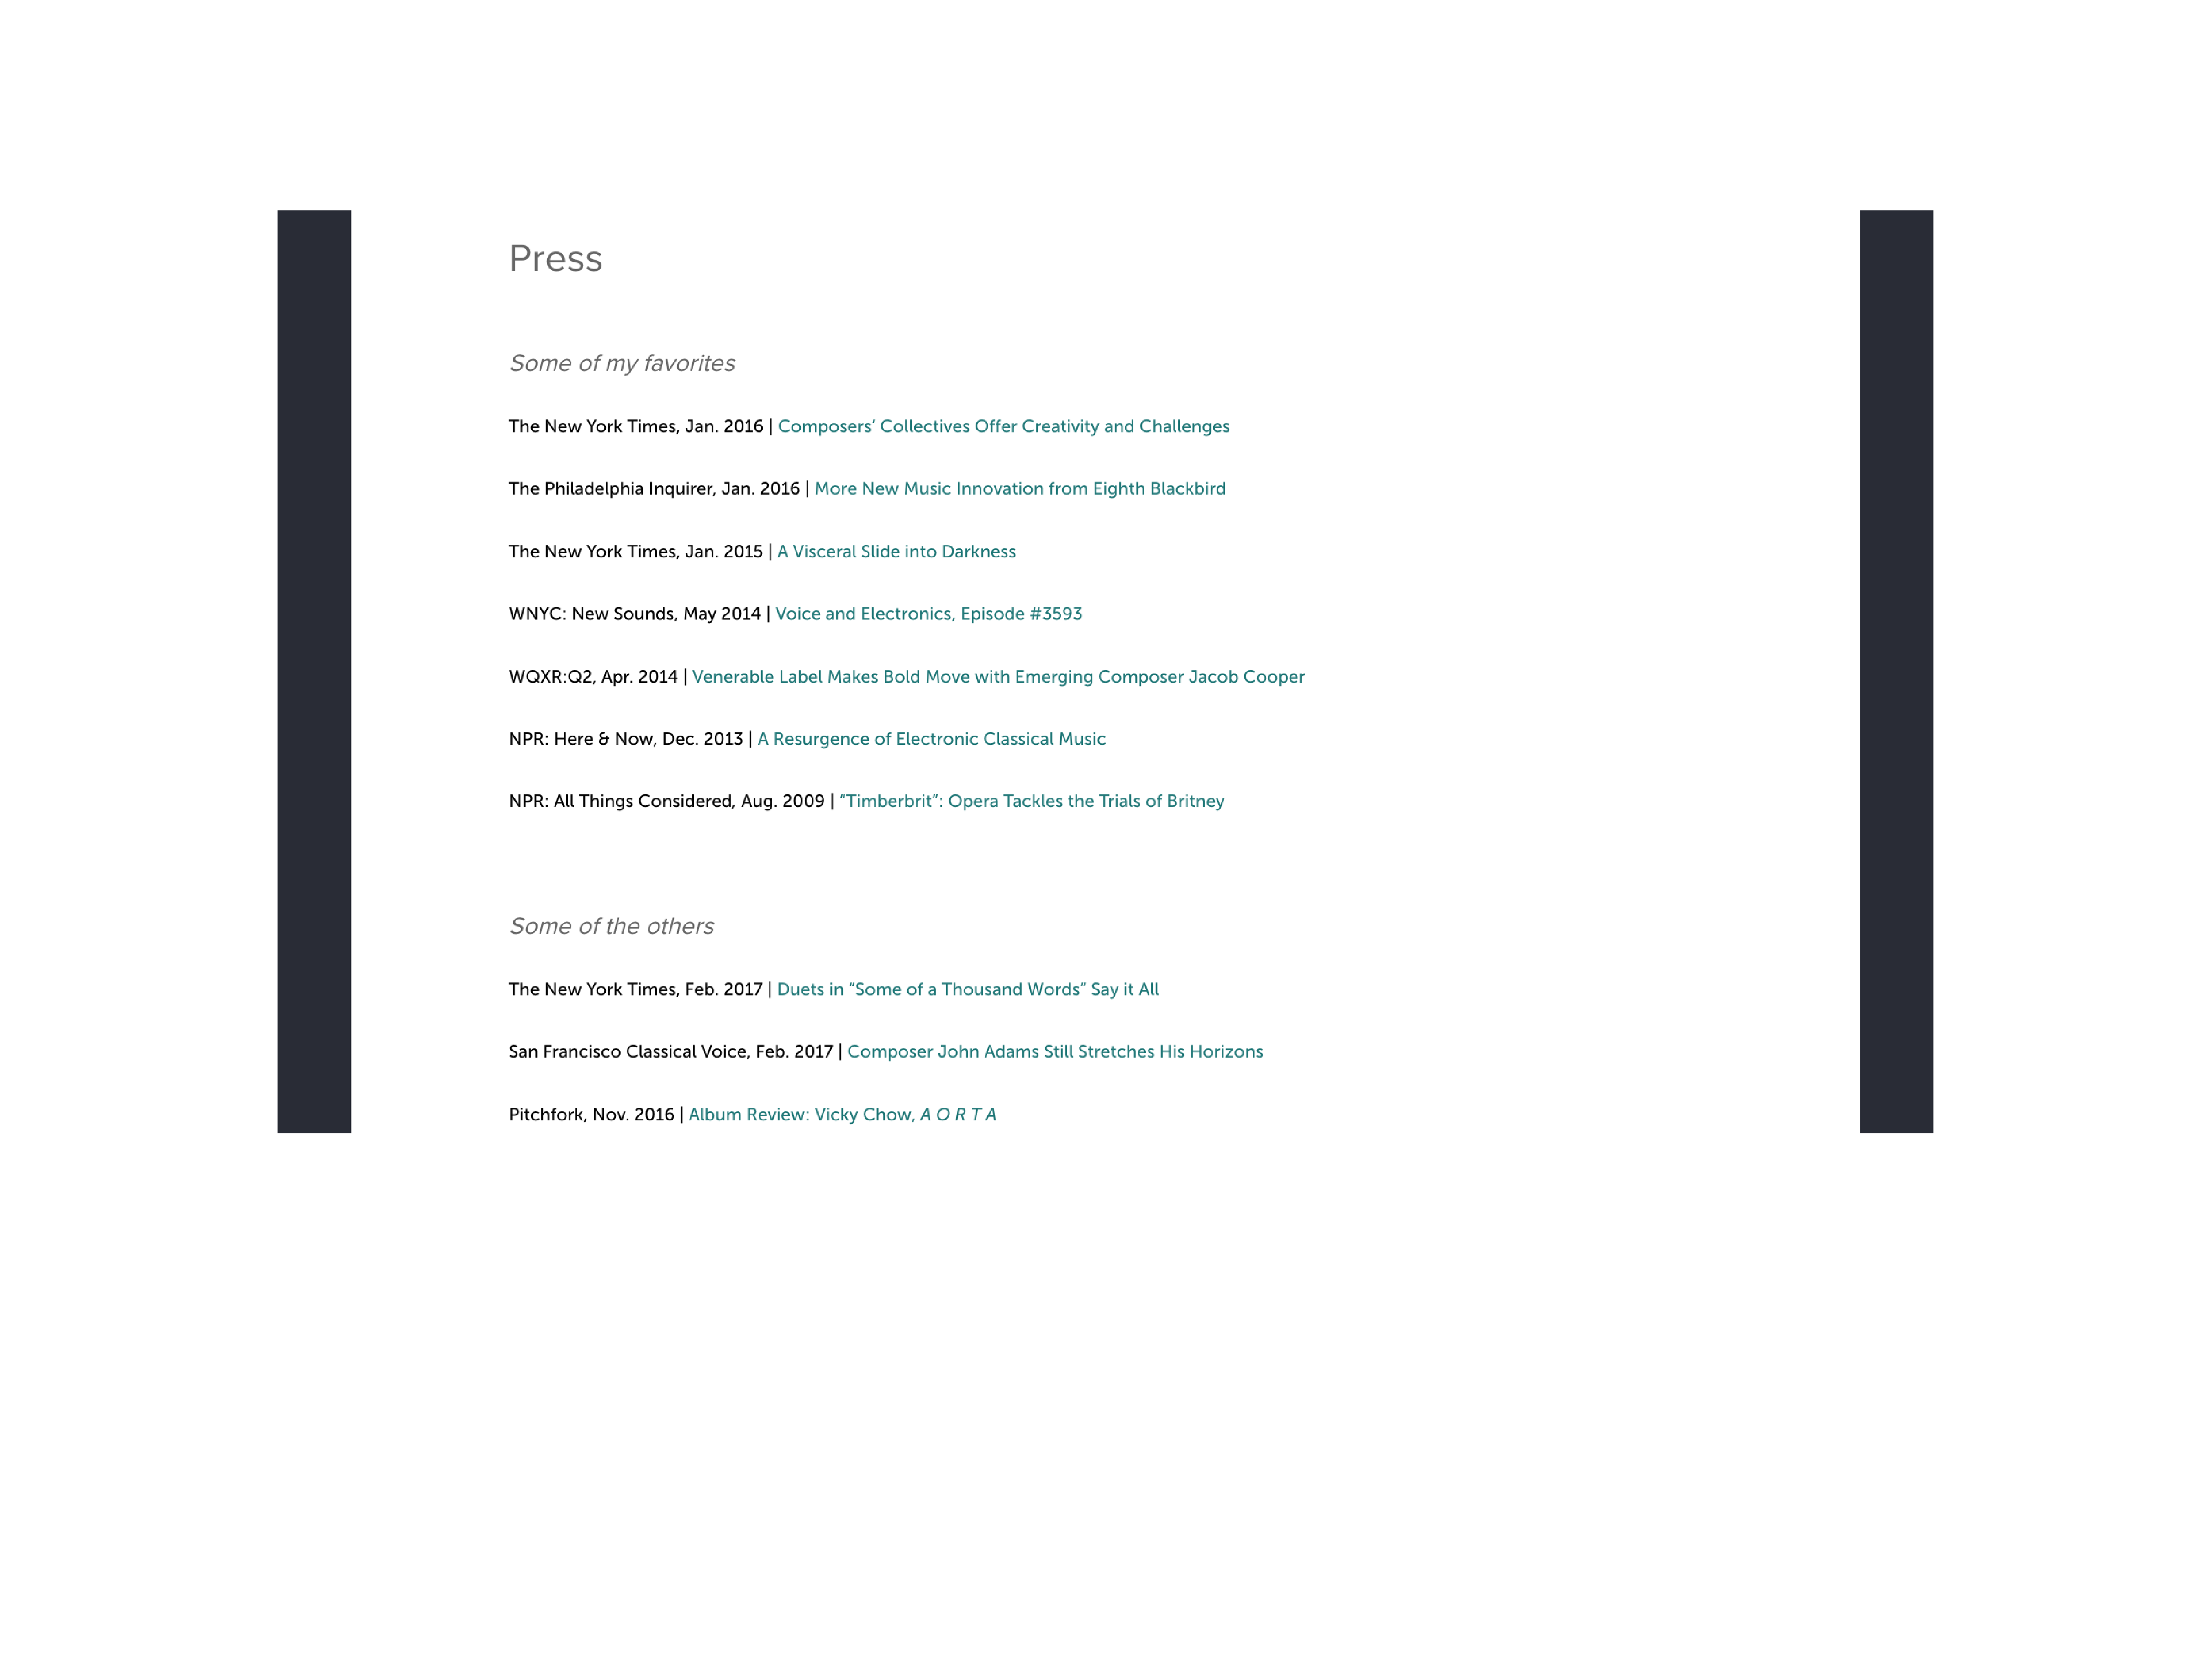 Press
Some of my favorites
The New York Times, Jan. 2016 | Composers’ Collectives Offer Creativity and Challenges
The Philadelphia Inquirer, Jan. 2016 | More New Music Innovation from Eighth Blackbird
The New York Times, Jan. 2015 | A Visceral Slide into Darkness
WNYC: New Sounds, May 2014 | Voice and Electronics, Episode #3593
WQXR:Q2, Apr. 2014 | Venerable Label Makes Bold Move with Emerging Composer Jacob Cooper
NPR: Here & Now, Dec. 2013 | A Resurgence of Electronic Classical Music
NPR: All Things Considered, Aug. 2009 | “Timberbrit”: Opera Tackles the Trials of Britney
Some of the others
The New York Times, Feb. 2017 | Duets in “Some of a Thousand Words” Say it All
San Francisco Classical Voice, Feb. 2017 | Composer John Adams Still Stretches His Horizons
Pitchfork, Nov. 2016 | Album Review: Vicky Chow, A O R T A